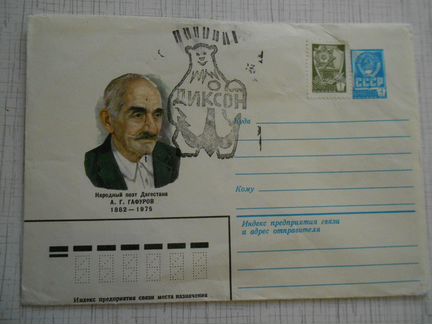 ДИКСОН
СССР
Куда
Народный поэт Дагестана
А. Г. ГАФУРОВ
1882—1975
Кому
Индекс предприятия связи
и адрес отправителя
Индекс предприятия связи места назначения